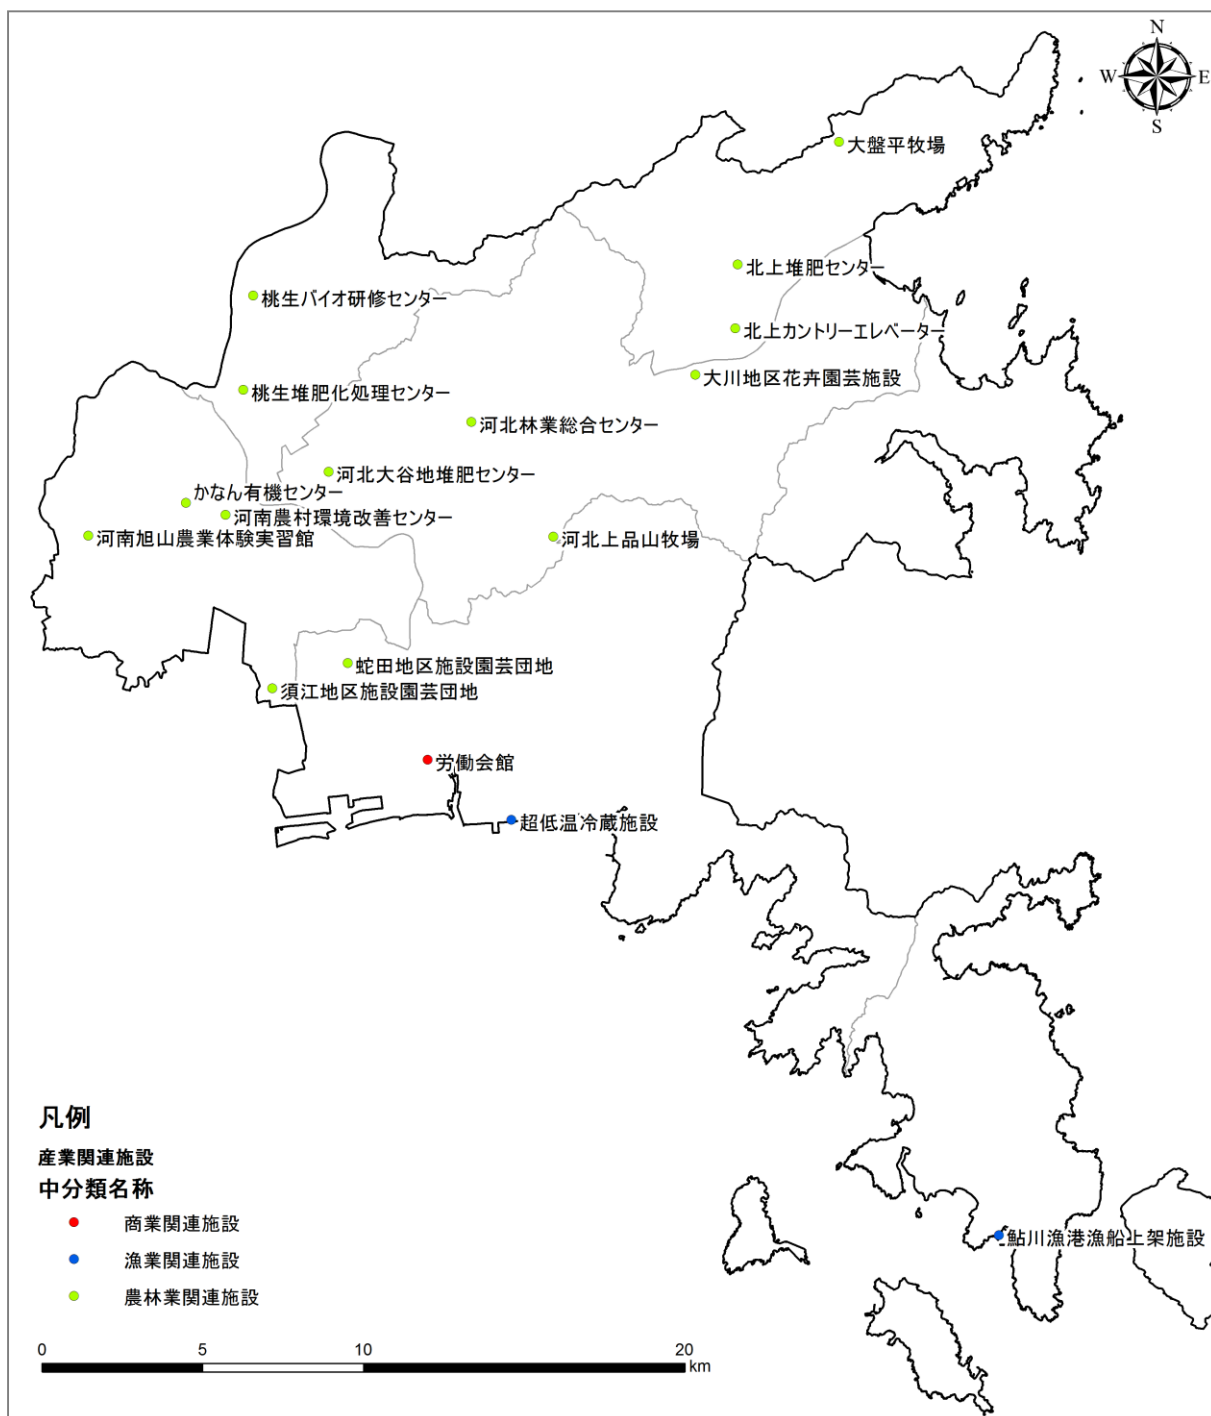 N
W
E
S
大盤平牧場
北上堆肥センター
桃生バイオ研修センター
北上カントリーエレベーター
大川地区花卉園芸施設
桃生堆肥化処理センター
河北林業総合センター
河北大谷地堆肥センター
かなん有機センター
河南農村環境改善センター
河南旭山農業体験実習館
河北上品山牧場
蛇田地区施設園芸団地
須江地区施設園芸団地
労働会館
超低温冷蔵施設
鮎川漁港漁船上架施設
凡例
産業関連施設
中分類名称
商業関連施設
漁業関連施設
農林業関連施設
0 5 10 20
km